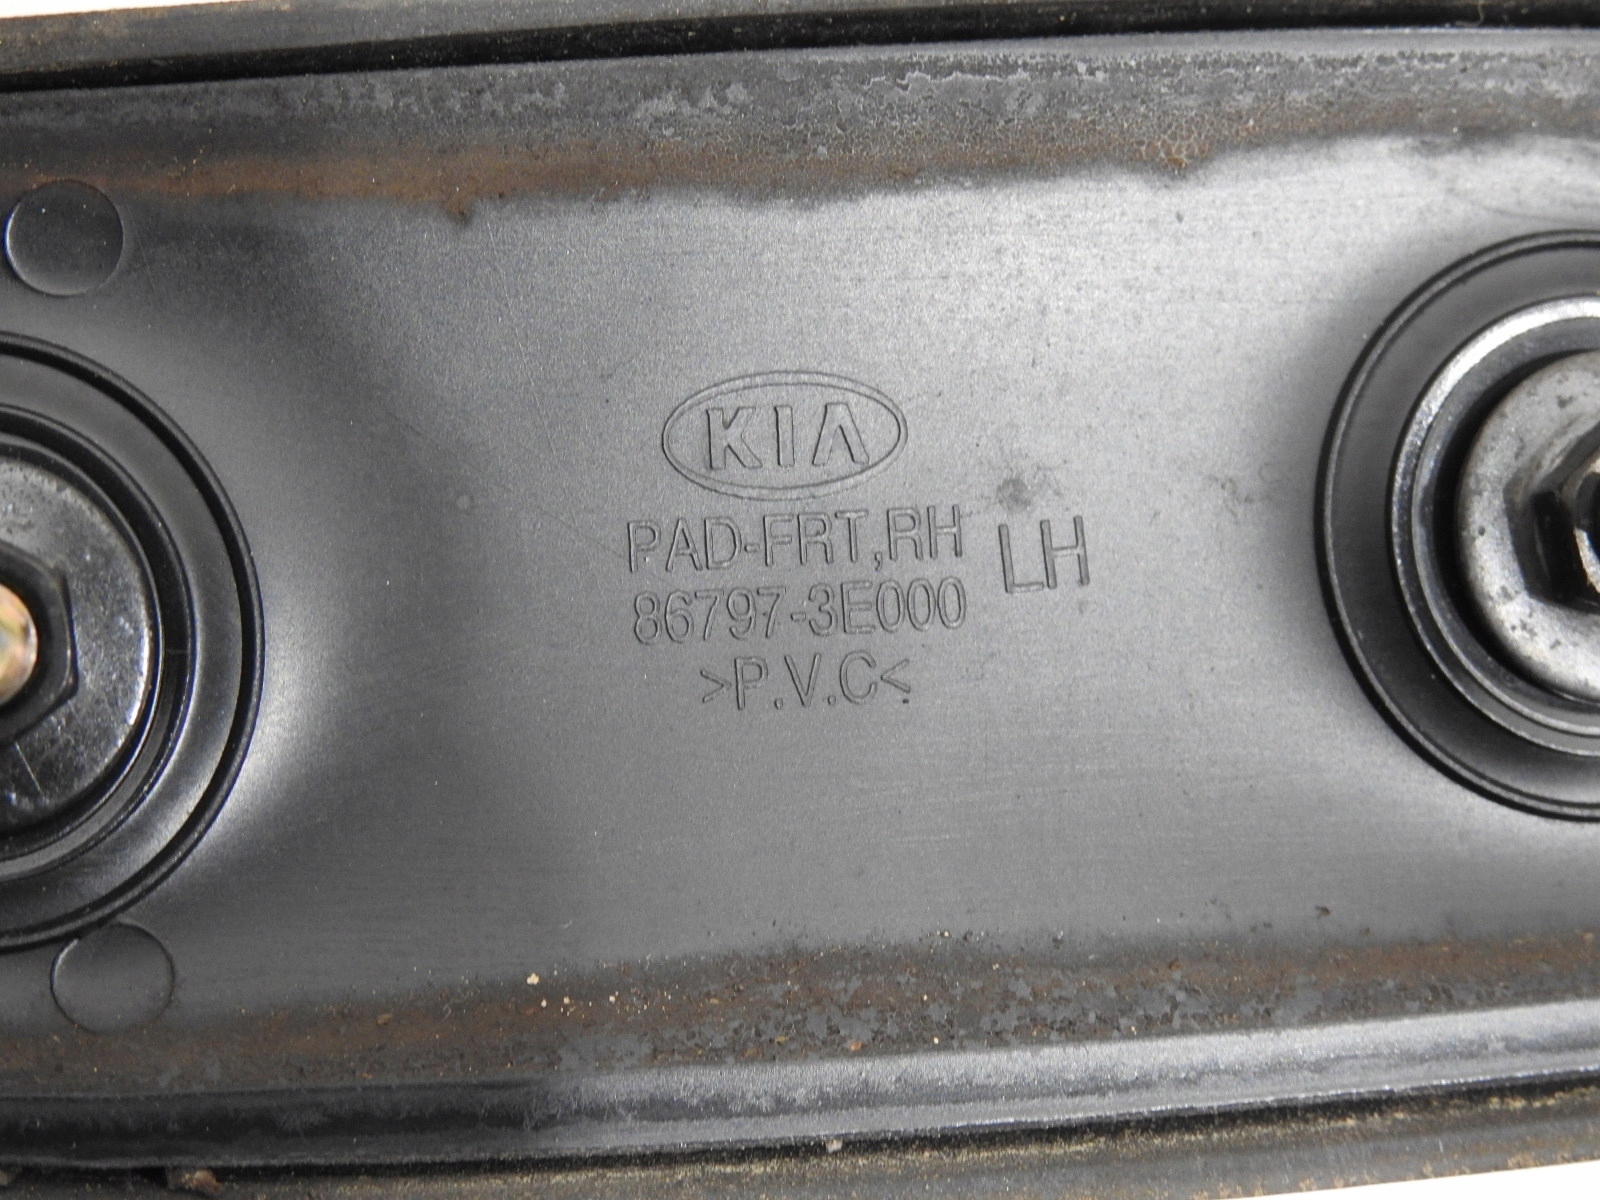 KIA
PAD-FRT,RH LH
86797-3E000
>P.V.C<